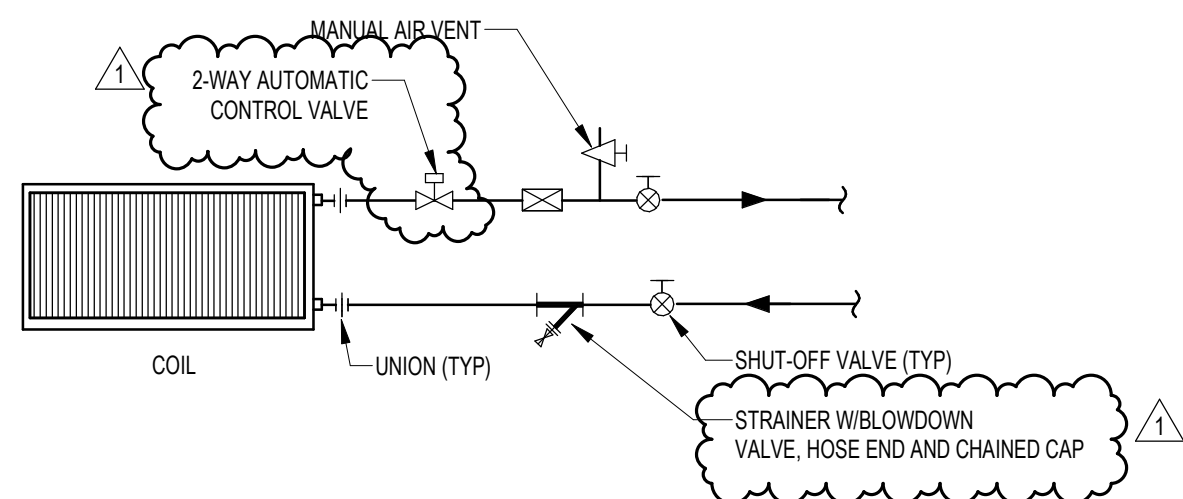 MANUAL AIR VENT
1
2-WAY AUTOMATIC
CONTROL VALVE
COIL
UNION (TYP)
SHUT-OFF VALVE (TYP)
STRAINER W/BLOWDOWN
VALVE, HOSE END AND CHAINED CAP
1